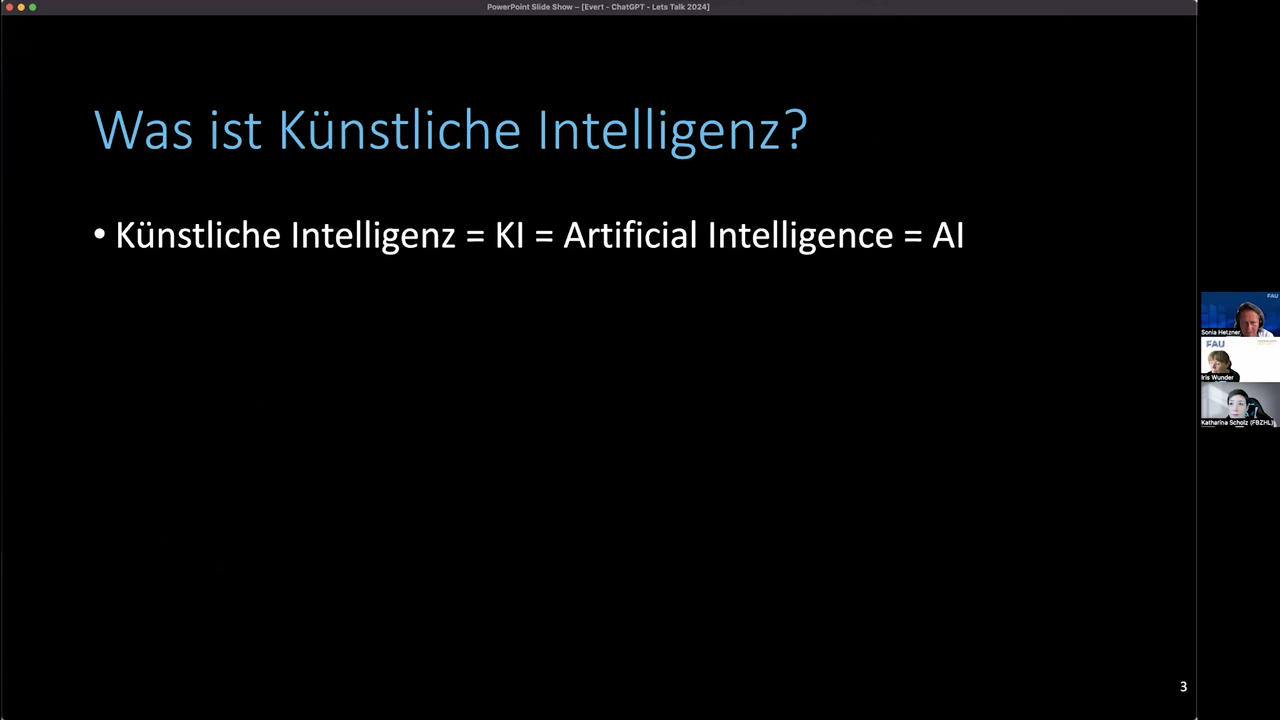 PowerPoint Slide Show – [Evert - ChatGPT - Lets Talk 2024]
Was ist Künstliche Intelligenz?
• Künstliche Intelligenz = KI = Artificial Intelligence = AI
FAU
Sonia Hetzner
FAU
Iris Wunder
Katharina Scholz (FBZHL)
3